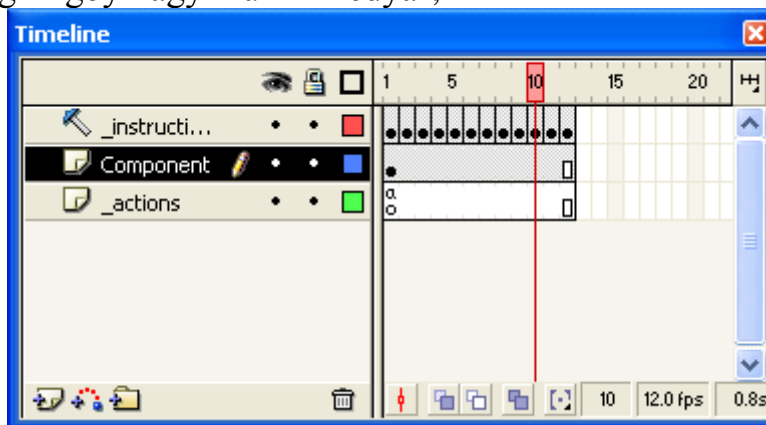 Timeline
1 5 10 15 20
_instructi...
Component
_actions
a
10 12.0 fps 0.8s